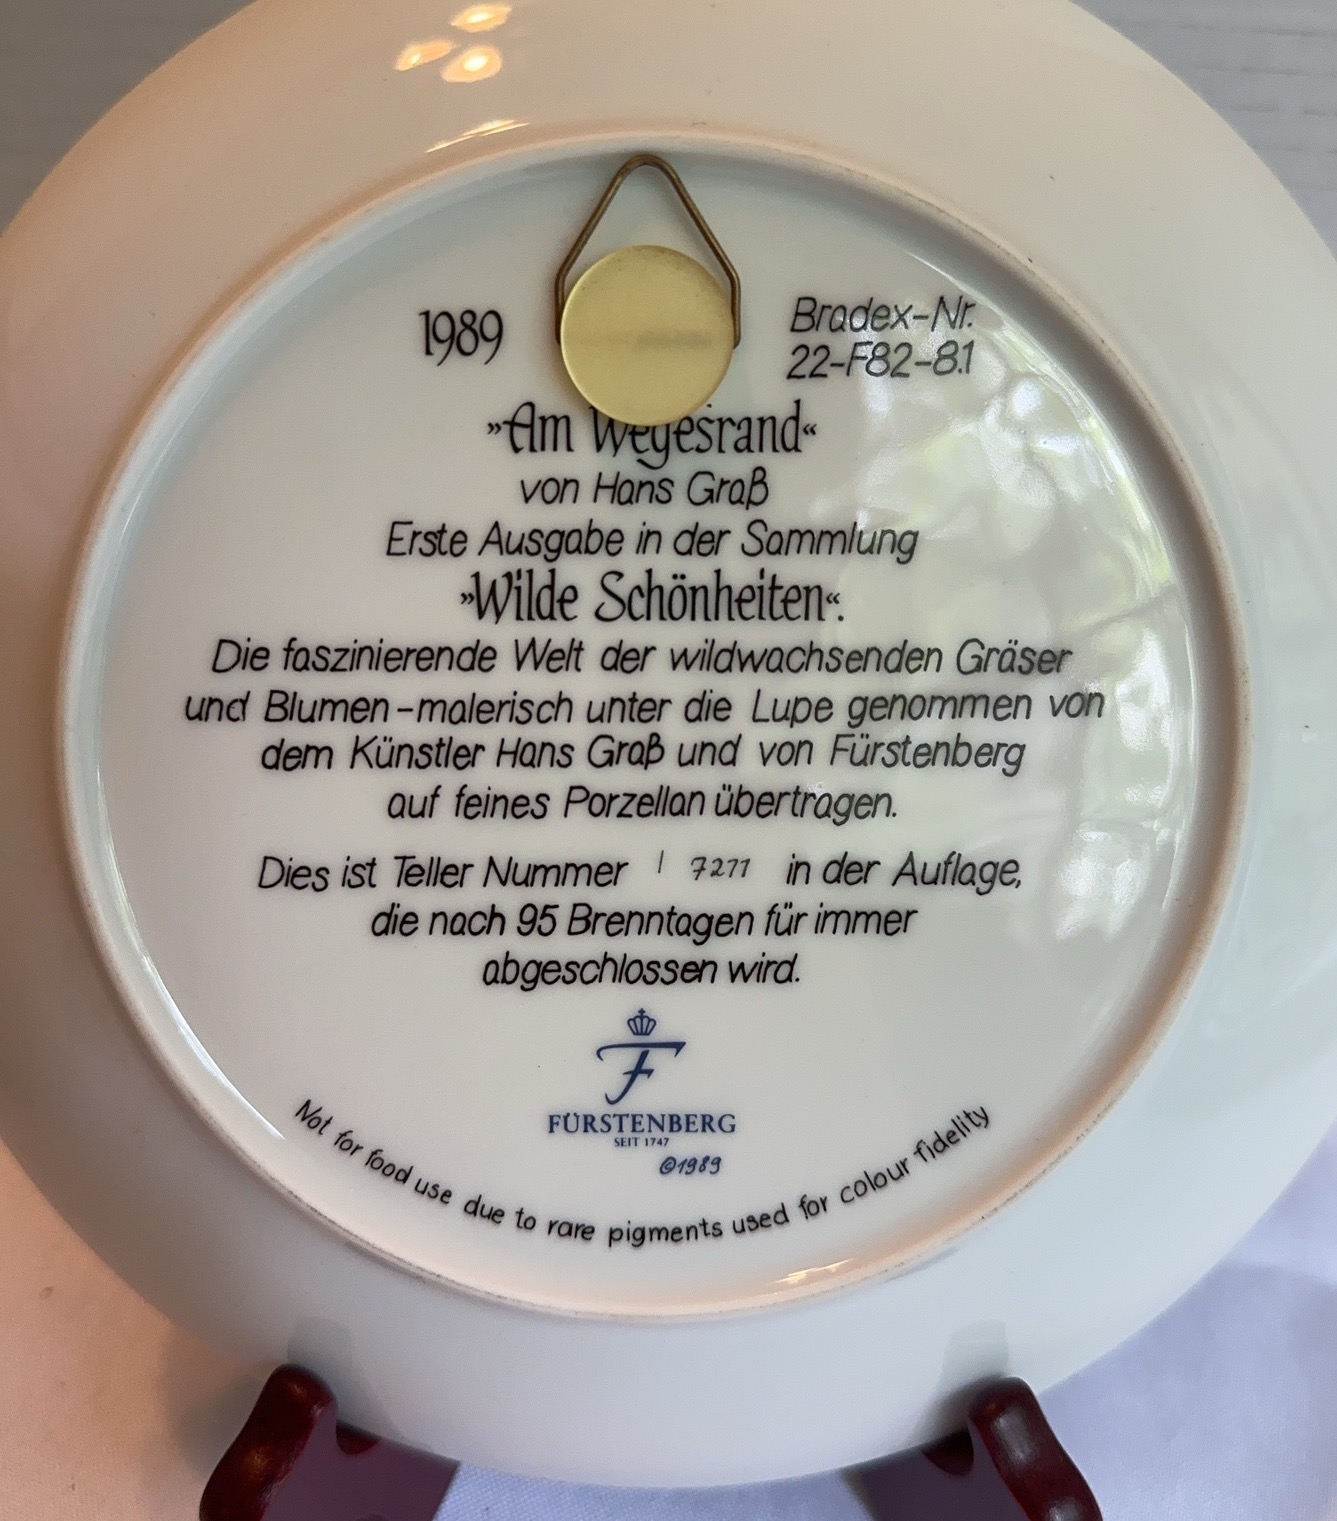 1989
Bradex-Nr.
22-F82-8.1
»Am Wegesrand«
von Hans Graß
Erste Ausgabe in der Sammlung
»Wilde Schönheiten«.
Die faszinierende Welt der wildwachsenden Gräser
und Blumen-malerisch unter die Lupe genommen von
dem Künstler Hans Graß und von Fürstenberg
auf feines Porzellan übertragen.
Dies ist Teller Nummer | 7211 in der Auflage,
die nach 95 Brenntagen für immer
abgeschlossen wird.
F
FÜRSTENBERG
SEIT 1747
©1989
Not for food use due to rare pigments used for colour fidelity